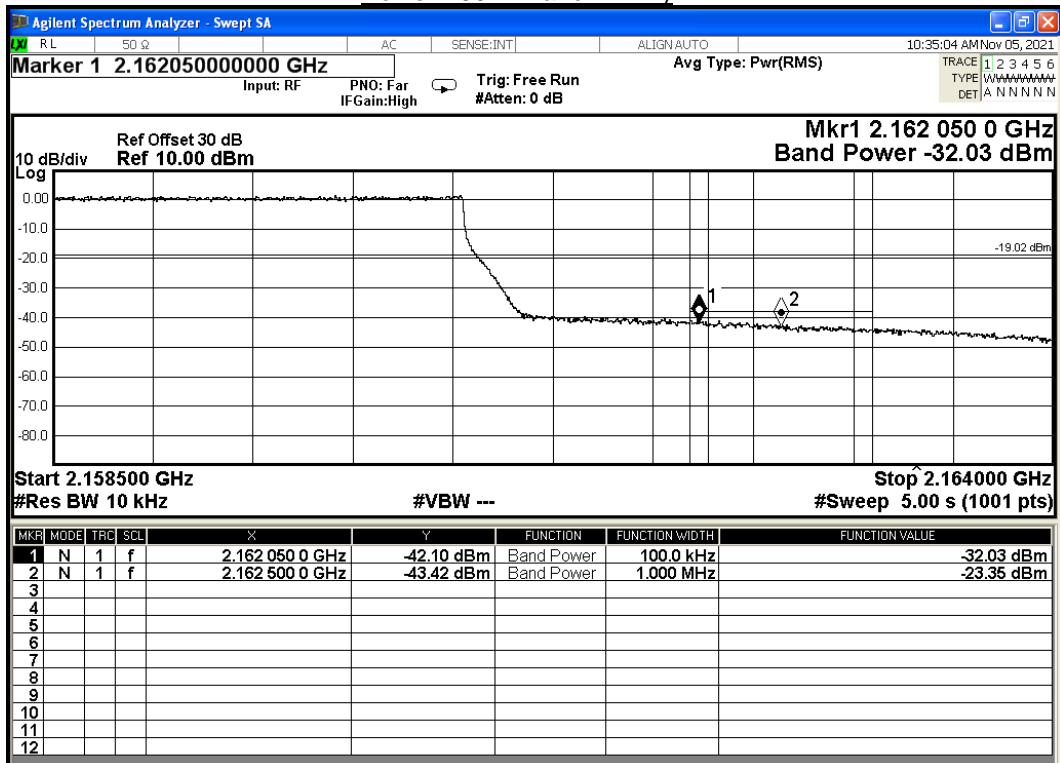 Agilent Spectrum Analyzer - Swept SA
LXI RL 50 Ω AC SENSE:INT ALIGN AUTO 10:35:04 AM Nov 05, 2021
Marker 1 2.162050000000 GHz
Input: RF PNO: Far Trig: Free Run Avg Type: Pwr(RMS) TRACE 1 2 3 4 5 6
IFGain:High #Atten: 0 dB TYPE
DET A N N N N N
Mkr1 2.162 050 0 GHz
Ref Offset 30 dB
10 dB/div Ref 10.00 dBm Band Power -32.03 dBm
Log
0.00
-10.0
-19.02 dBm
-20.0
-30.0
1 2
-40.0
-50.0
-60.0
-70.0
-80.0
Start 2.158500 GHz Stop 2.164000 GHz
#Res BW 10 kHz #VBW --- #Sweep 5.00 s (1001 pts)
MKR MODE TRC SCL X Y FUNCTION FUNCTION WIDTH FUNCTION VALUE
1 N 1 f 2.162 050 0 GHz -42.10 dBm Band Power 100.0 kHz -32.03 dBm
2 N 1 f 2.162 500 0 GHz -43.42 dBm Band Power 1.000 MHz -23.35 dBm
3
4
5
6
7
8
9
10
11
12